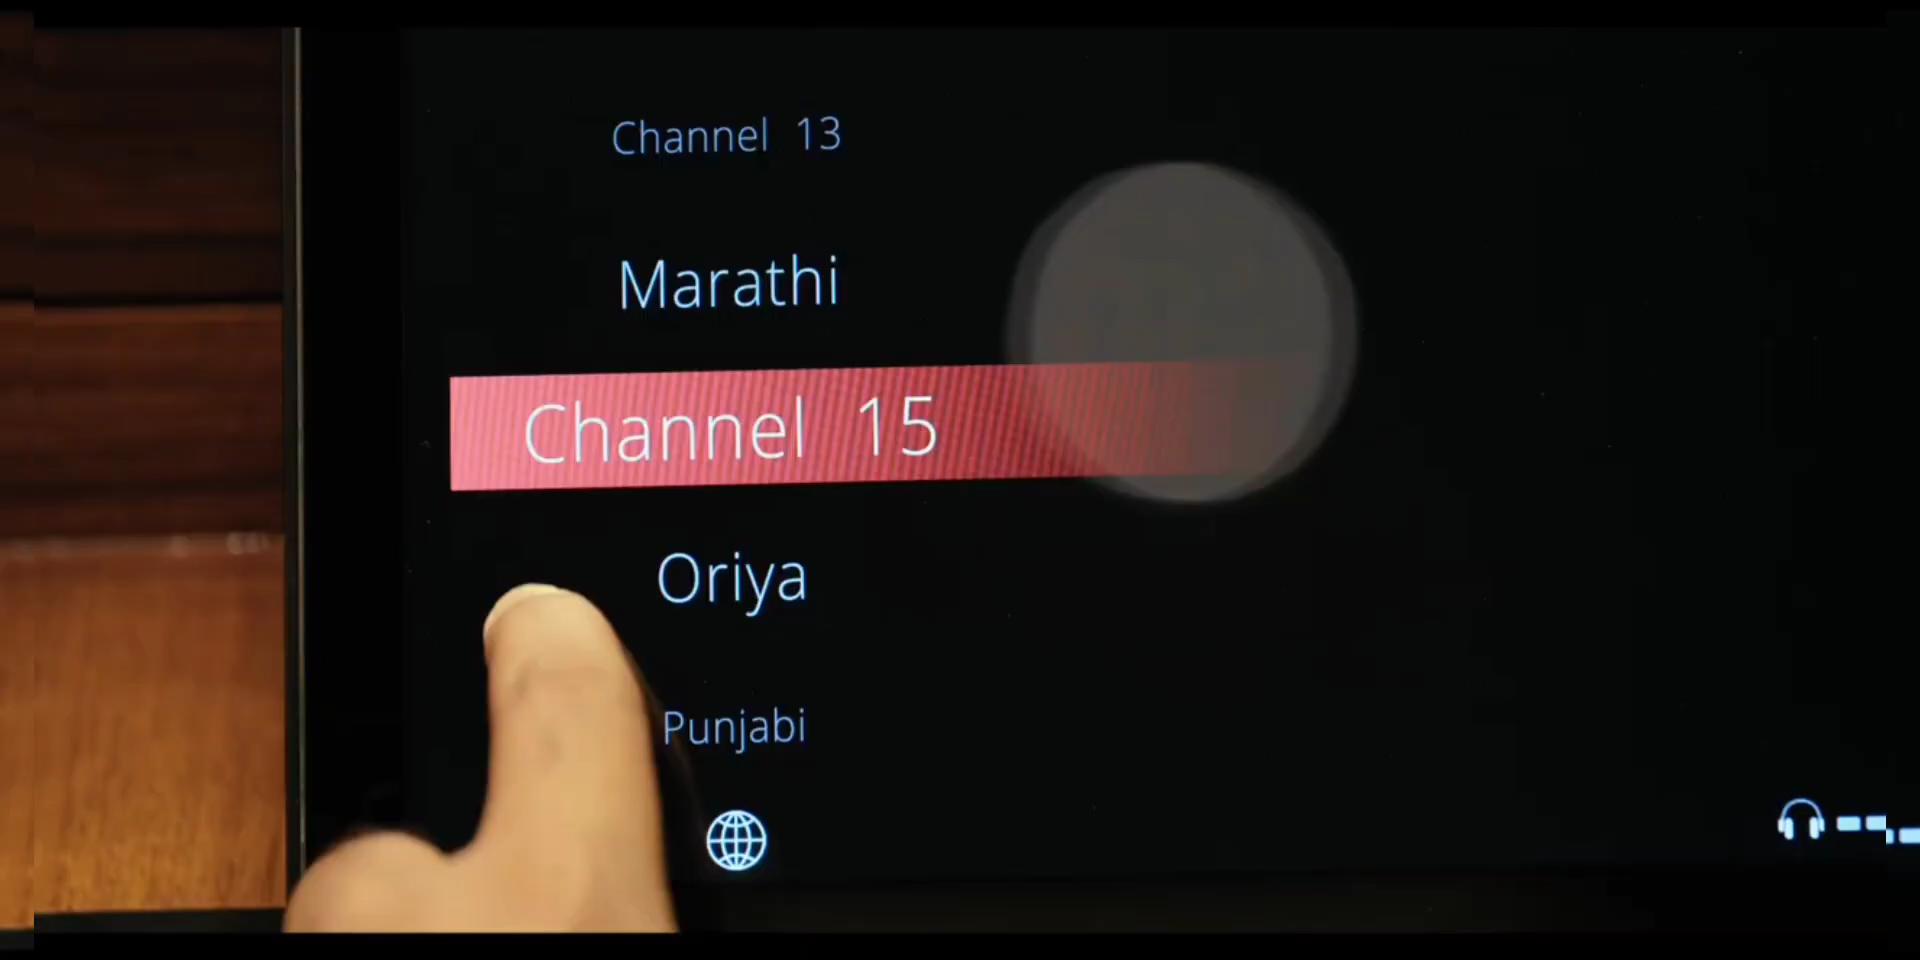 Channel 13
Marathi
Channel 15
Oriya
Punjabi